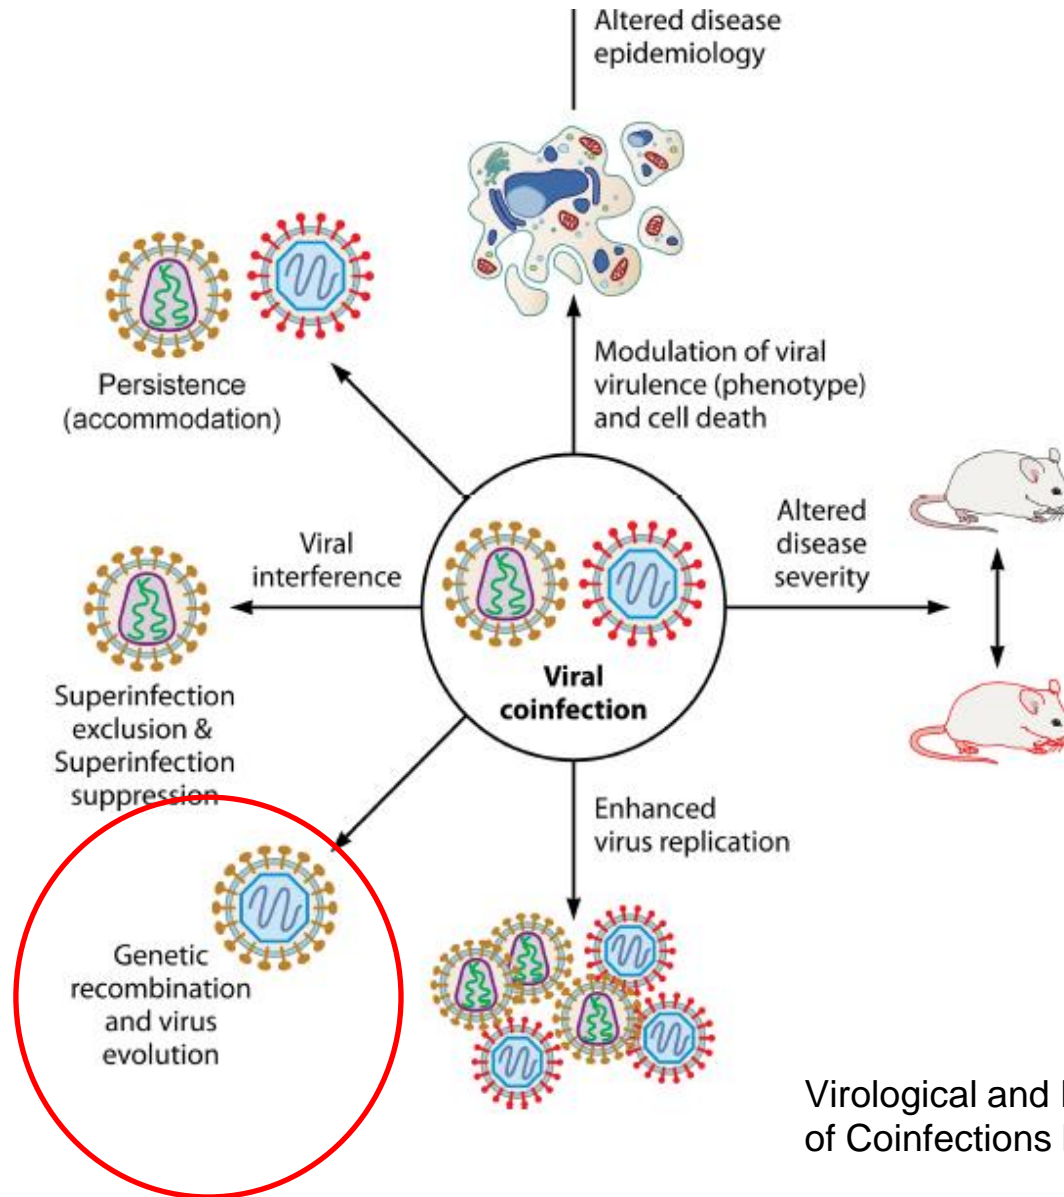 Altered disease
epidemiology
Persistence
(accommodation)
Modulation of viral
virulence (phenotype)
and cell death
Viral
interference
Altered
disease
severity
Viral
coinfection
Superinfection
exclusion &
Superinfection
suppression
Enhanced
virus replication
Genetic
recombination
and virus
evolution
Virological and
of Coinfections